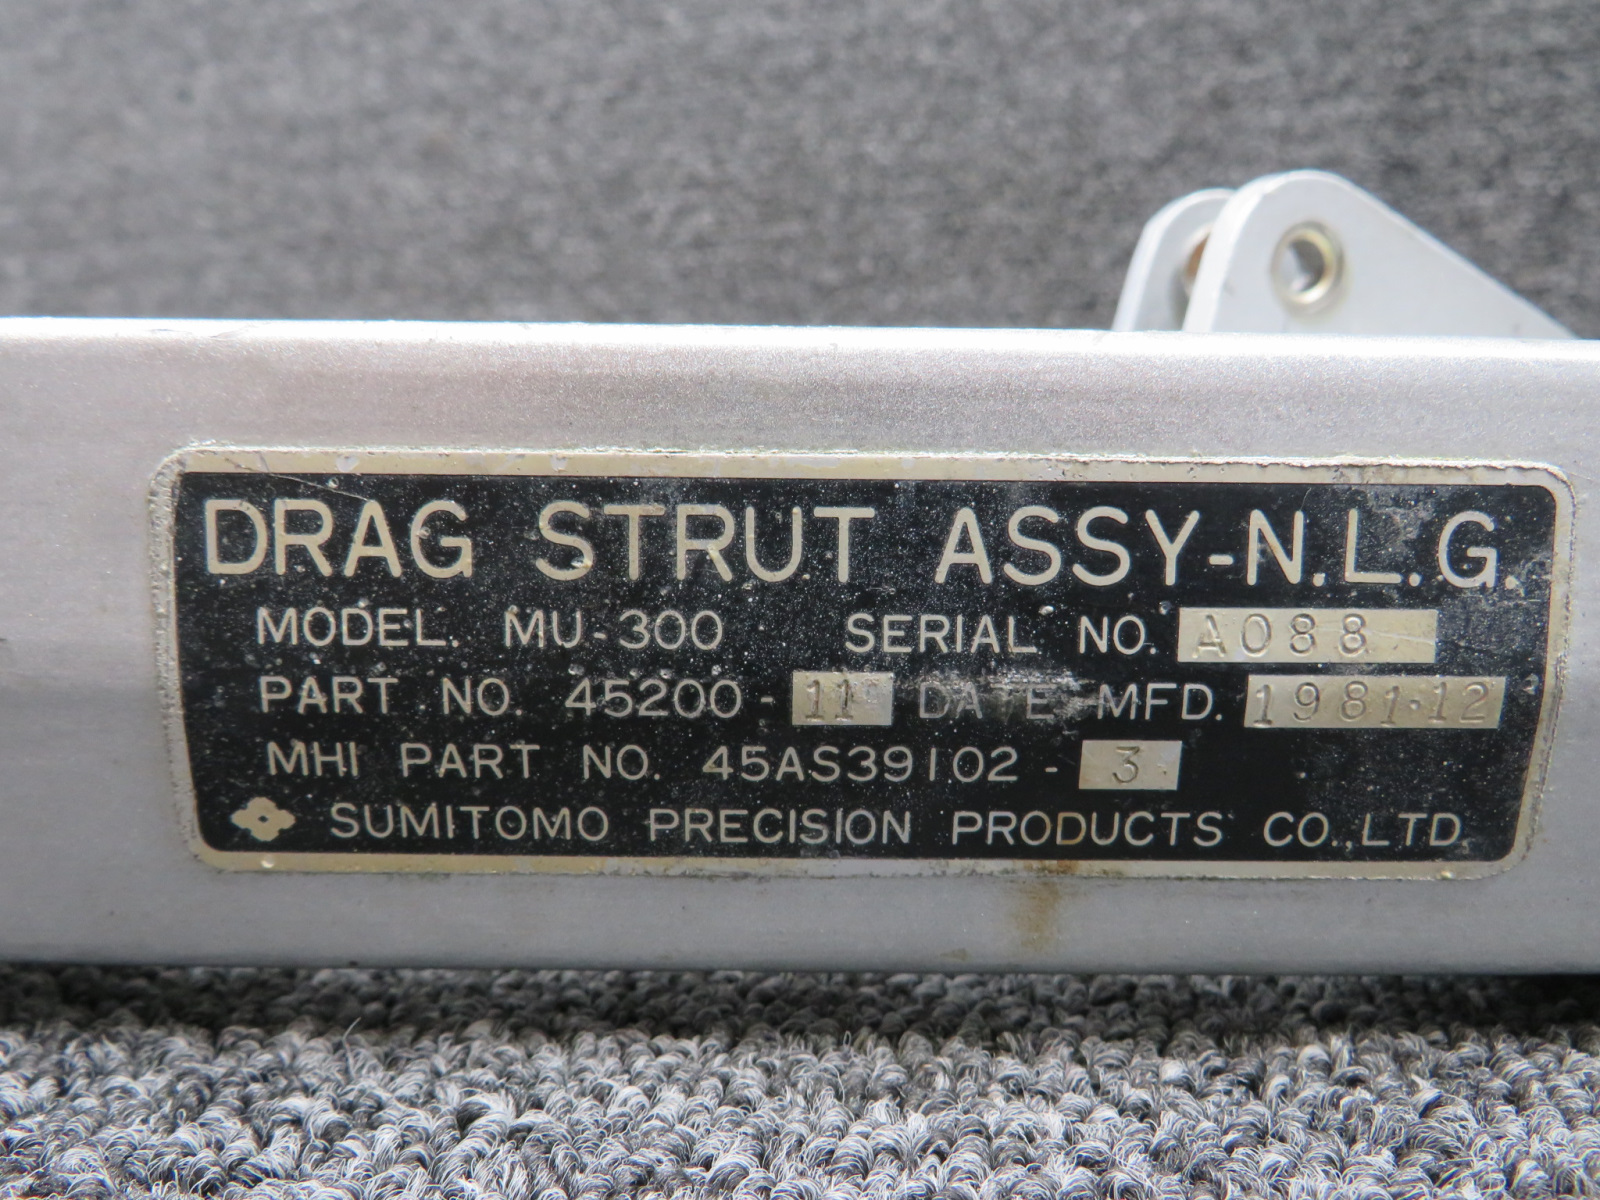 DRAG STRUT ASSY-N.L.G.
MODEL. MU-300 SERIAL NO. A088
PART NO. 45200-11 DATE MFD. 1981.12
MHI PART NO. 45AS39102-3
SUMITOMO PRECISION PRODUCTS CO.,LTD.